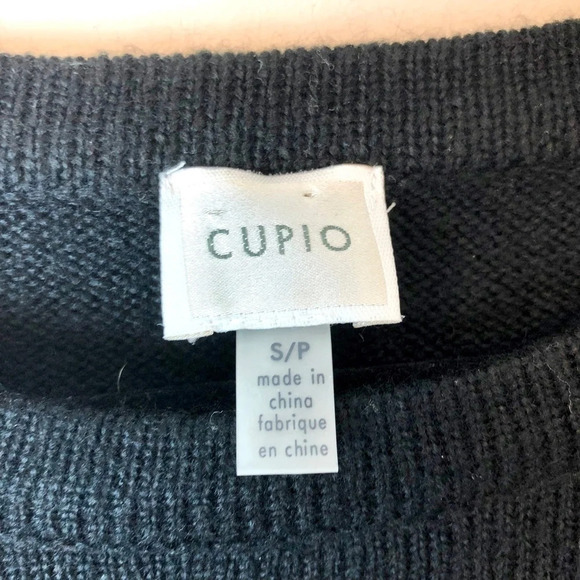 CUPIO
S/P
made in
china
fabrique
en chine